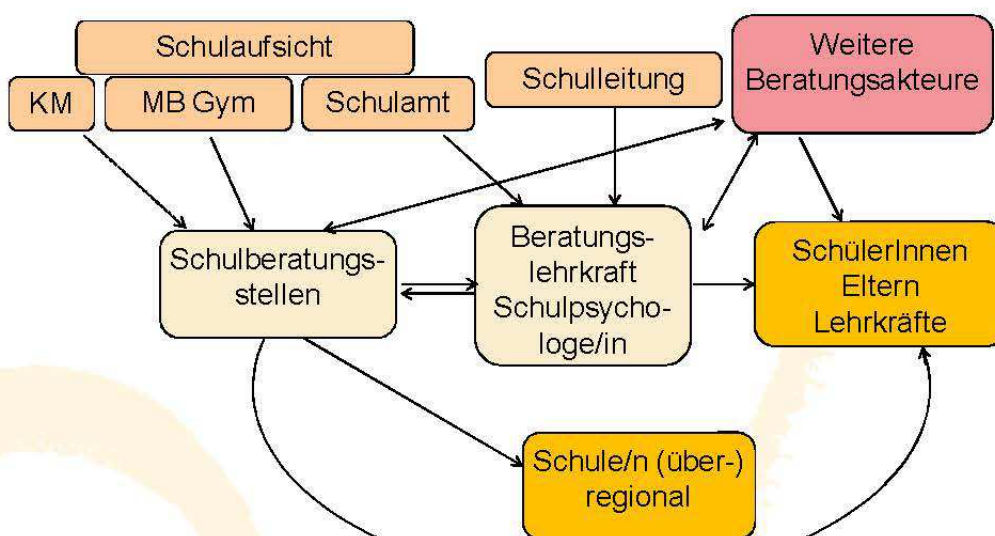 Schulaufsicht
KM
MB Gym
Schulamt
Schulleitung
Weitere
Beratungsakteure
Schulberatungs-
stellen
Beratungs-
lehrkraft
Schulpsycho-
loge/in
SchülerInnen
Eltern
Lehrkräfte
Schule/n (über-)
regional